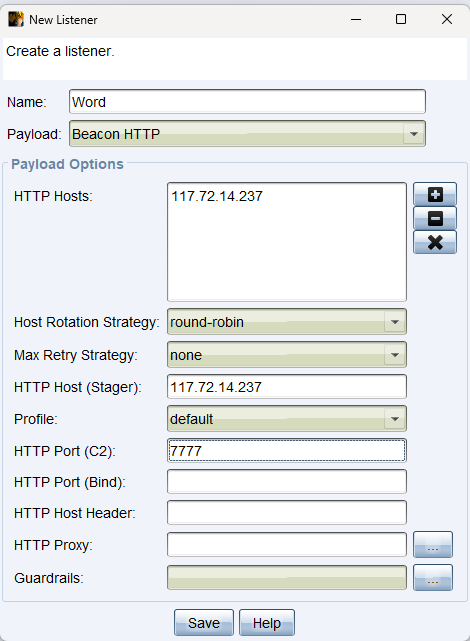 New Listener
Create a listener.
Name: Word
Payload: Beacon HTTP
Payload Options
HTTP Hosts: 117.72.14.237
Host Rotation Strategy: round-robin
Max Retry Strategy: none
HTTP Host (Stager): 117.72.14.237
Profile: default
HTTP Port (C2): 7777
HTTP Port (Bind):
HTTP Host Header:
HTTP Proxy: ...
Guardrails: ...
Save Help